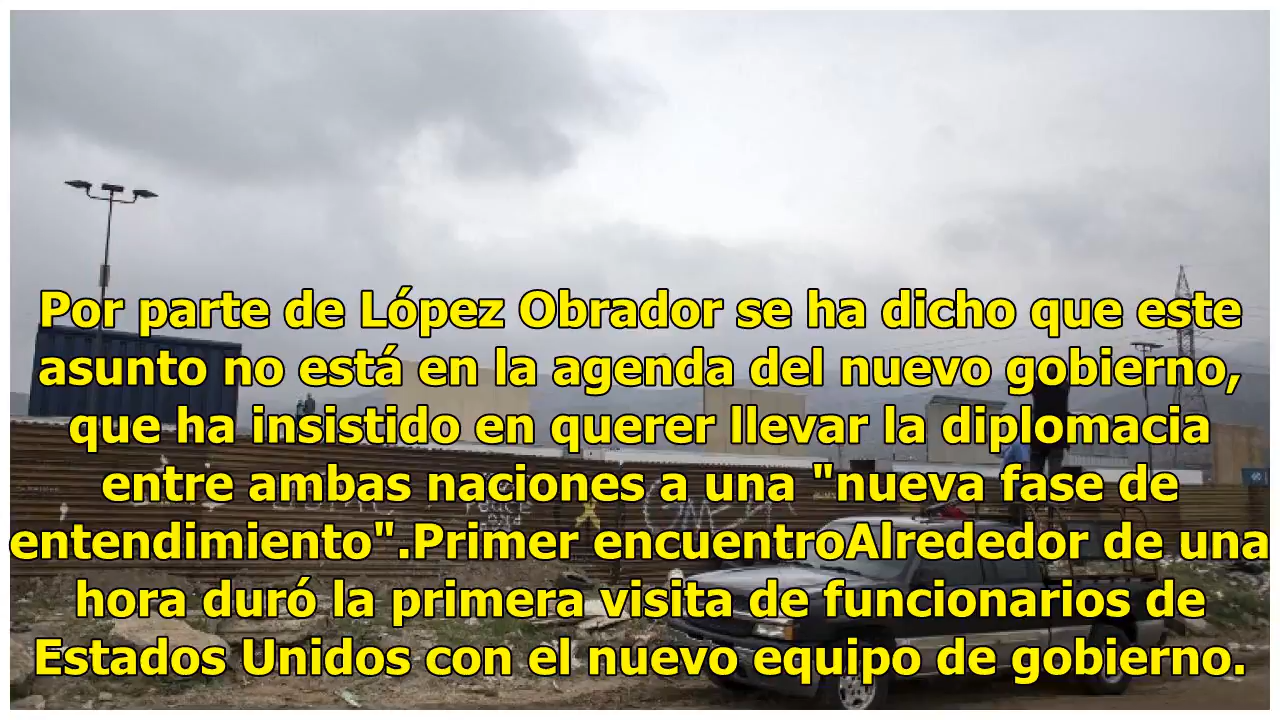 Por parte de López Obrador se ha dicho que este
asunto no está en la agenda del nuevo gobierno,
que ha insistido en querer llevar la diplomacia
entre ambas naciones a una "nueva fase de
entendimiento".Primer encuentroAlrededor de una
hora duró la primera visita de funcionarios de
Estados Unidos con el nuevo equipo de gobierno.